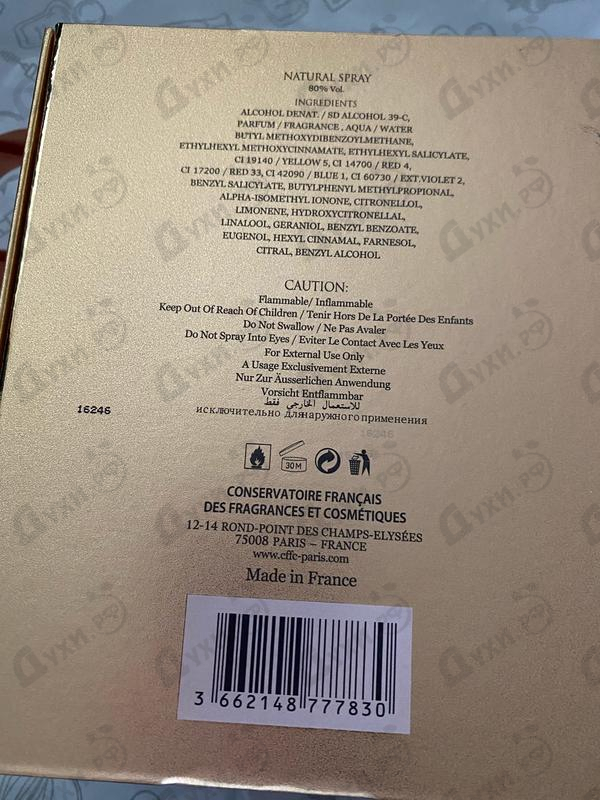 NATURAL SPRAY
80% Vol.
INGREDIENTS
ALCOHOL DENAT. / SD ALCOHOL 39-C,
PARFUM / FRAGRANCE , AQUA / WATER
BUTYL METHOXYDIBENZOYLMETHANE,
ETHYLHEXYL METHOXYCINNAMATE, ETHYLHEXYL SALICYLATE,
CI 19140 / YELLOW 5, CI 14700 / RED 4,
CI 17200 / RED 33, CI 42090 / BLUE 1, CI 60730 / EXT.VIOLET 2,
BENZYL SALICYLATE, BUTYLPHENYL METHYLPROPIONAL,
ALPHA-ISOMETHYL IONONE, CITRONELLOL,
LIMONENE, HYDROXYCITRONELLAL,
LINALOOL, GERANIOL, BENZYL BENZOATE,
EUGENOL, HEXYL CINNAMAL, FARNESOL,
CITRAL, BENZYL ALCOHOL
CAUTION:
Flammable/ Inflammable
Keep Out Of Reach Of Children / Tenir Hors De La Portée Des Enfants
Do Not Swallow / Ne Pas Avaler
Do Not Spray Into Eyes / Eviter Le Contact Avec Les Yeux
For External Use Only
A Usage Exclusivement Externe
Nur Zur Äusserlichen Anwendung
Vorsicht Entflammbar
للاستعمال الخارجي فقط
исключительно для наружного применения
16246
16246
30M
CONSERVATOIRE FRANÇAIS
DES FRAGRANCES ET COSMÉTIQUES
12-14 ROND-POINT DES CHAMPS-ELYSÉES
75008 PARIS – FRANCE
www.cffc-paris.com
Made in France
3 662148 777830
Духи.рф